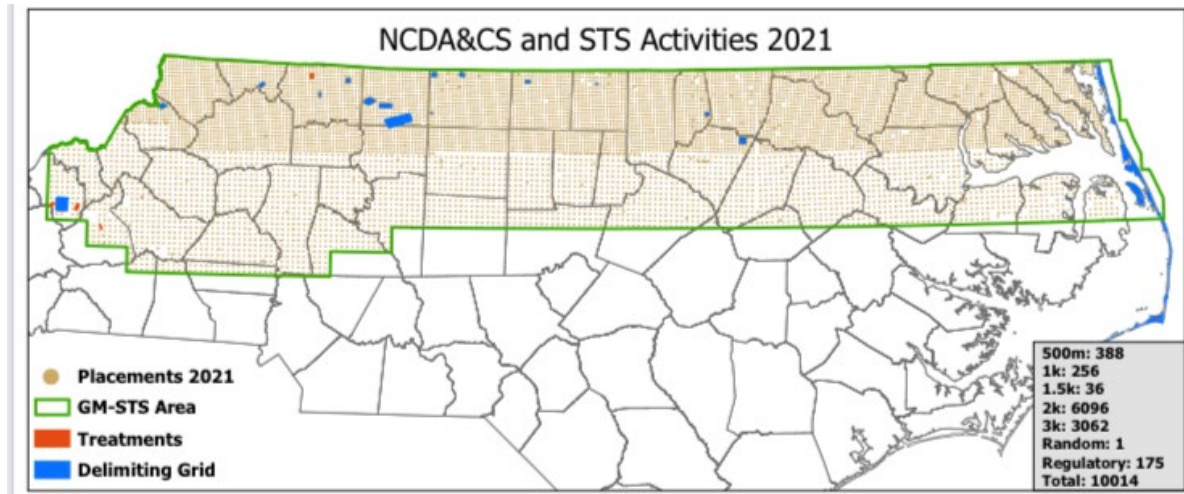 NCDA&CS and STS Activities 2021
Placements 2021
GM-STS Area
Treatments
Delimiting Grid
500m: 388
1k: 256
1.5k: 36
2k: 6096
3k: 3062
Random: 1
Regulatory: 175
Total: 10014